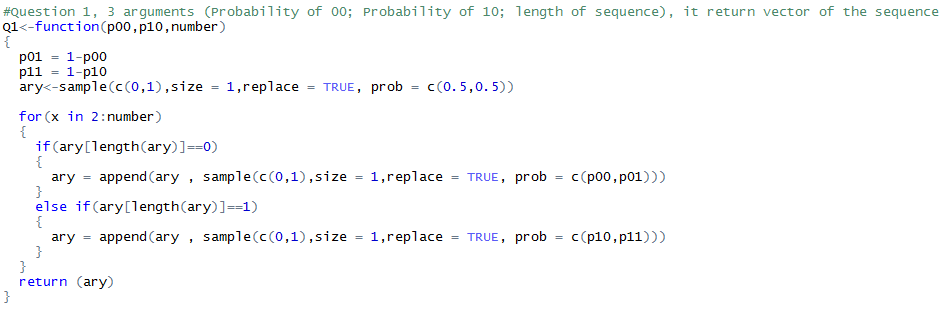 #Question 1, 3 arguments (Probability of 00; Probability of 10; length of sequence), it return vector of the sequence
Q1<-function(p00,p10,number)
{
  p01 = 1-p00
  p11 = 1-p10
  ary<-sample(c(0,1),size = 1,replace = TRUE, prob = c(0.5,0.5))

  for(x in 2:number)
  {
    if(ary[length(ary)]==0)
    {
      ary = append(ary , sample(c(0,1),size = 1,replace = TRUE, prob = c(p00,p01)))
    }
    else if(ary[length(ary)]==1)
    {
      ary = append(ary , sample(c(0,1),size = 1,replace = TRUE, prob = c(p10,p11)))
    }
  }
  return (ary)
}